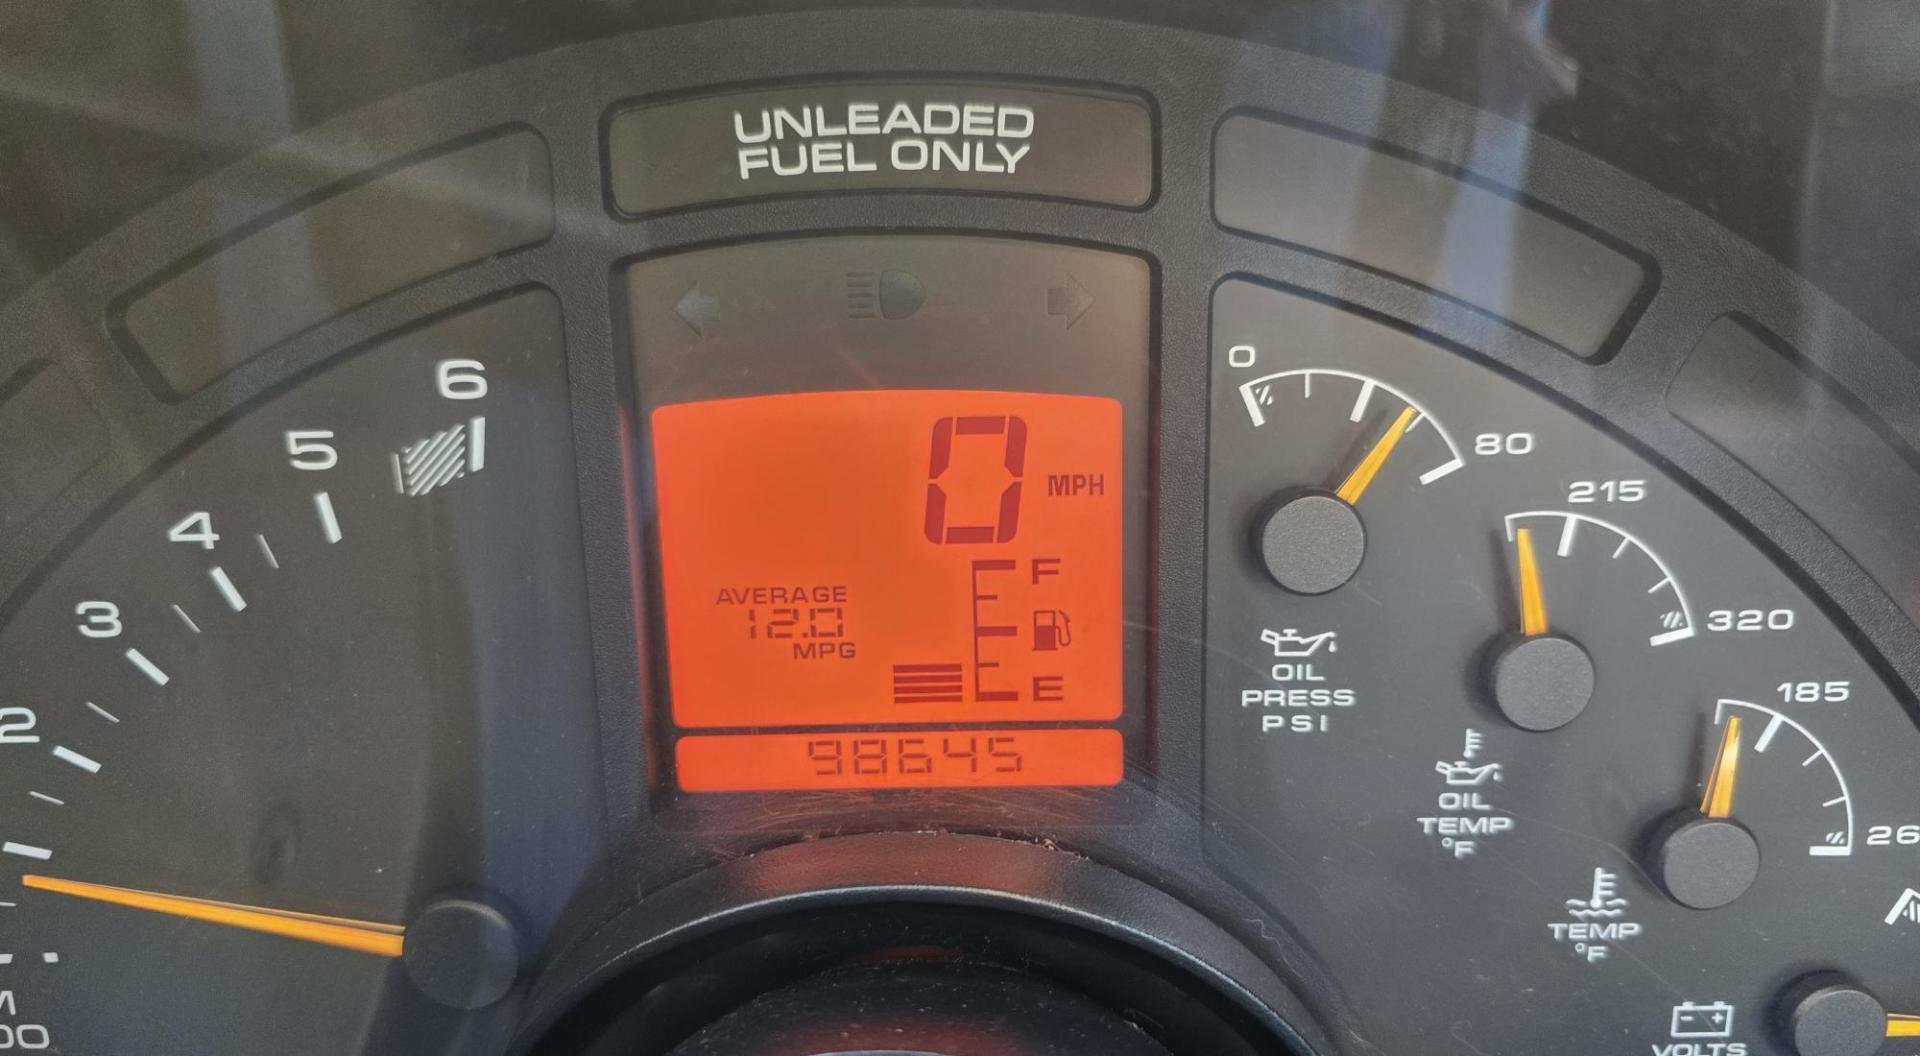 UNLEADED
FUEL ONLY
6
5
4
3
2
0
MPH
AVERAGE
12.0
MPG
F
E
98645
0
80
OIL
PRESS
PSI
215
320
OIL
TEMP
°F
185
TEMP
°F
VOLTS